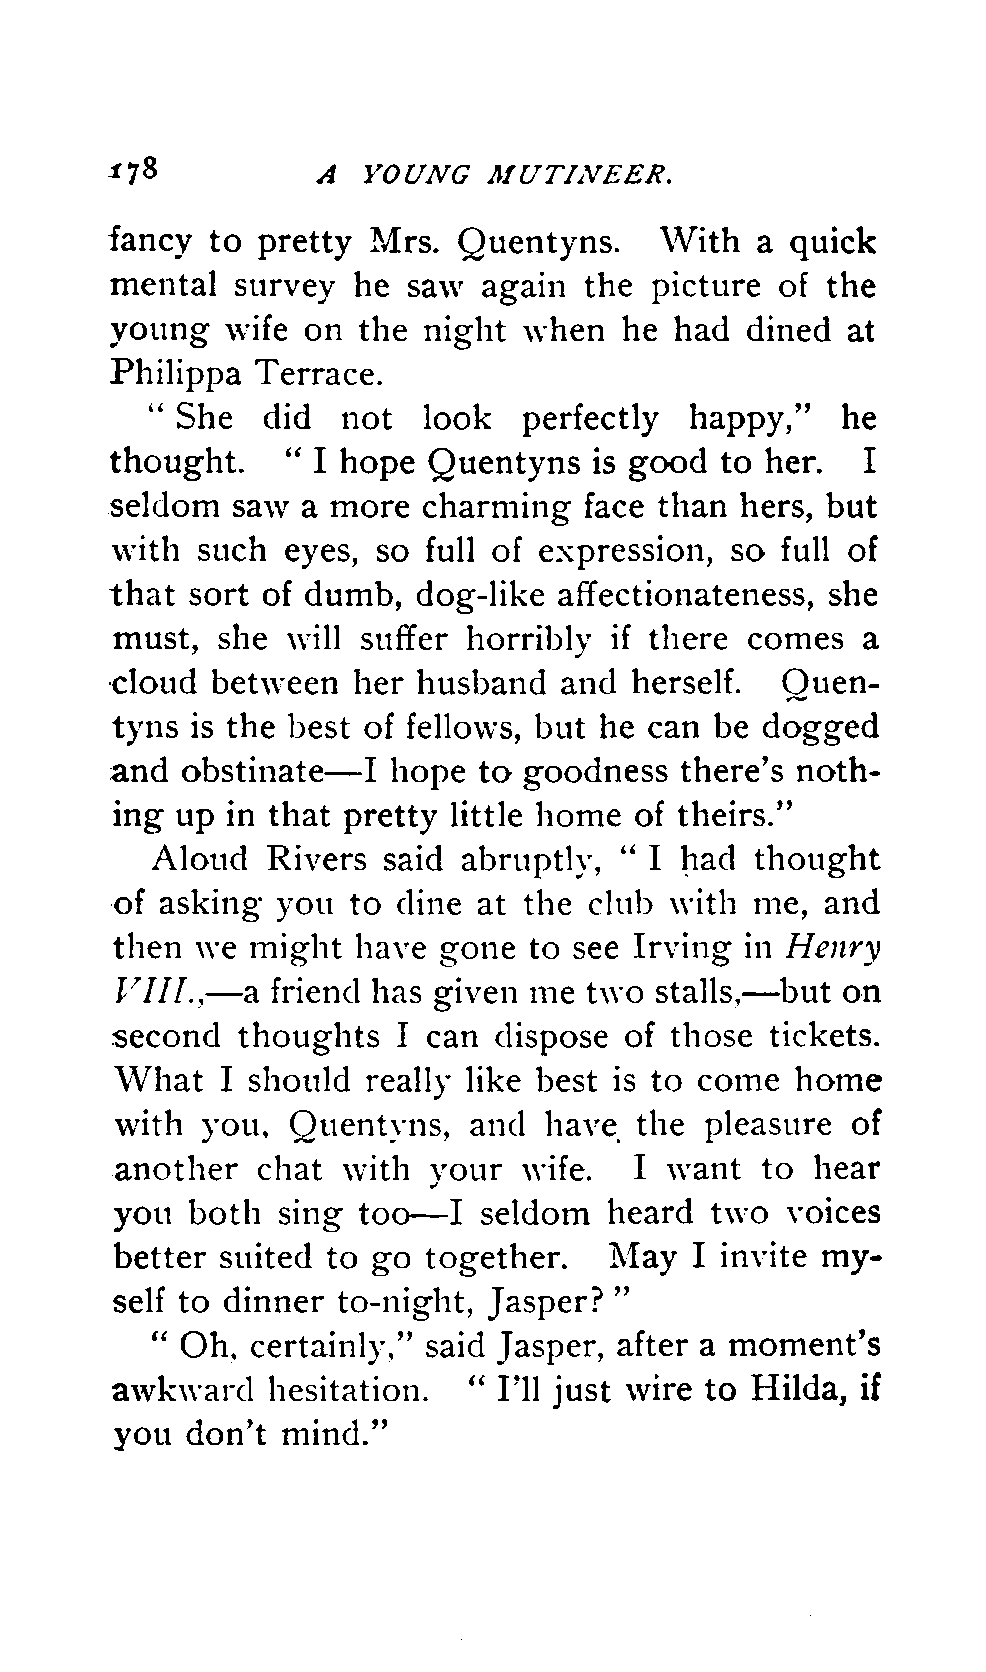 178 A YOUNG MUTINEER.
fancy to pretty Mrs. Quentyns. With a quick
mental survey he saw again the picture of the
young wife on the night when he had dined at
Philippa Terrace.
“ She did not look perfectly happy,” he
thought. “ I hope Quentyns is good to her. I
seldom saw a more charming face than hers, but
with such eyes, so full of expression, so full of
that sort of dumb, dog-like affectionateness, she
must, she will suffer horribly if there comes a
cloud between her husband and herself. Quen-
tyns is the best of fellows, but he can be dogged
and obstinate—I hope to goodness there's noth-
ing up in that pretty little home of theirs.”
Aloud Rivers said abruptly, “ I had thought
of asking you to dine at the club with me, and
then we might have gone to see Irving in Henry
VIII.,—a friend has given me two stalls,—but on
second thoughts I can dispose of those tickets.
What I should really like best is to come home
with you, Quentyns, and have the pleasure of
another chat with your wife. I want to hear
you both sing too—I seldom heard two voices
better suited to go together. May I invite my-
self to dinner to-night, Jasper? ”
“ Oh, certainly,” said Jasper, after a moment's
awkward hesitation. “ I'll just wire to Hilda, if
you don't mind.”